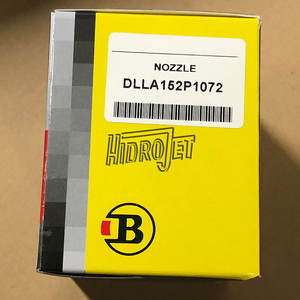 NOZZLE
DLLA152P1072
HIDROJET
B